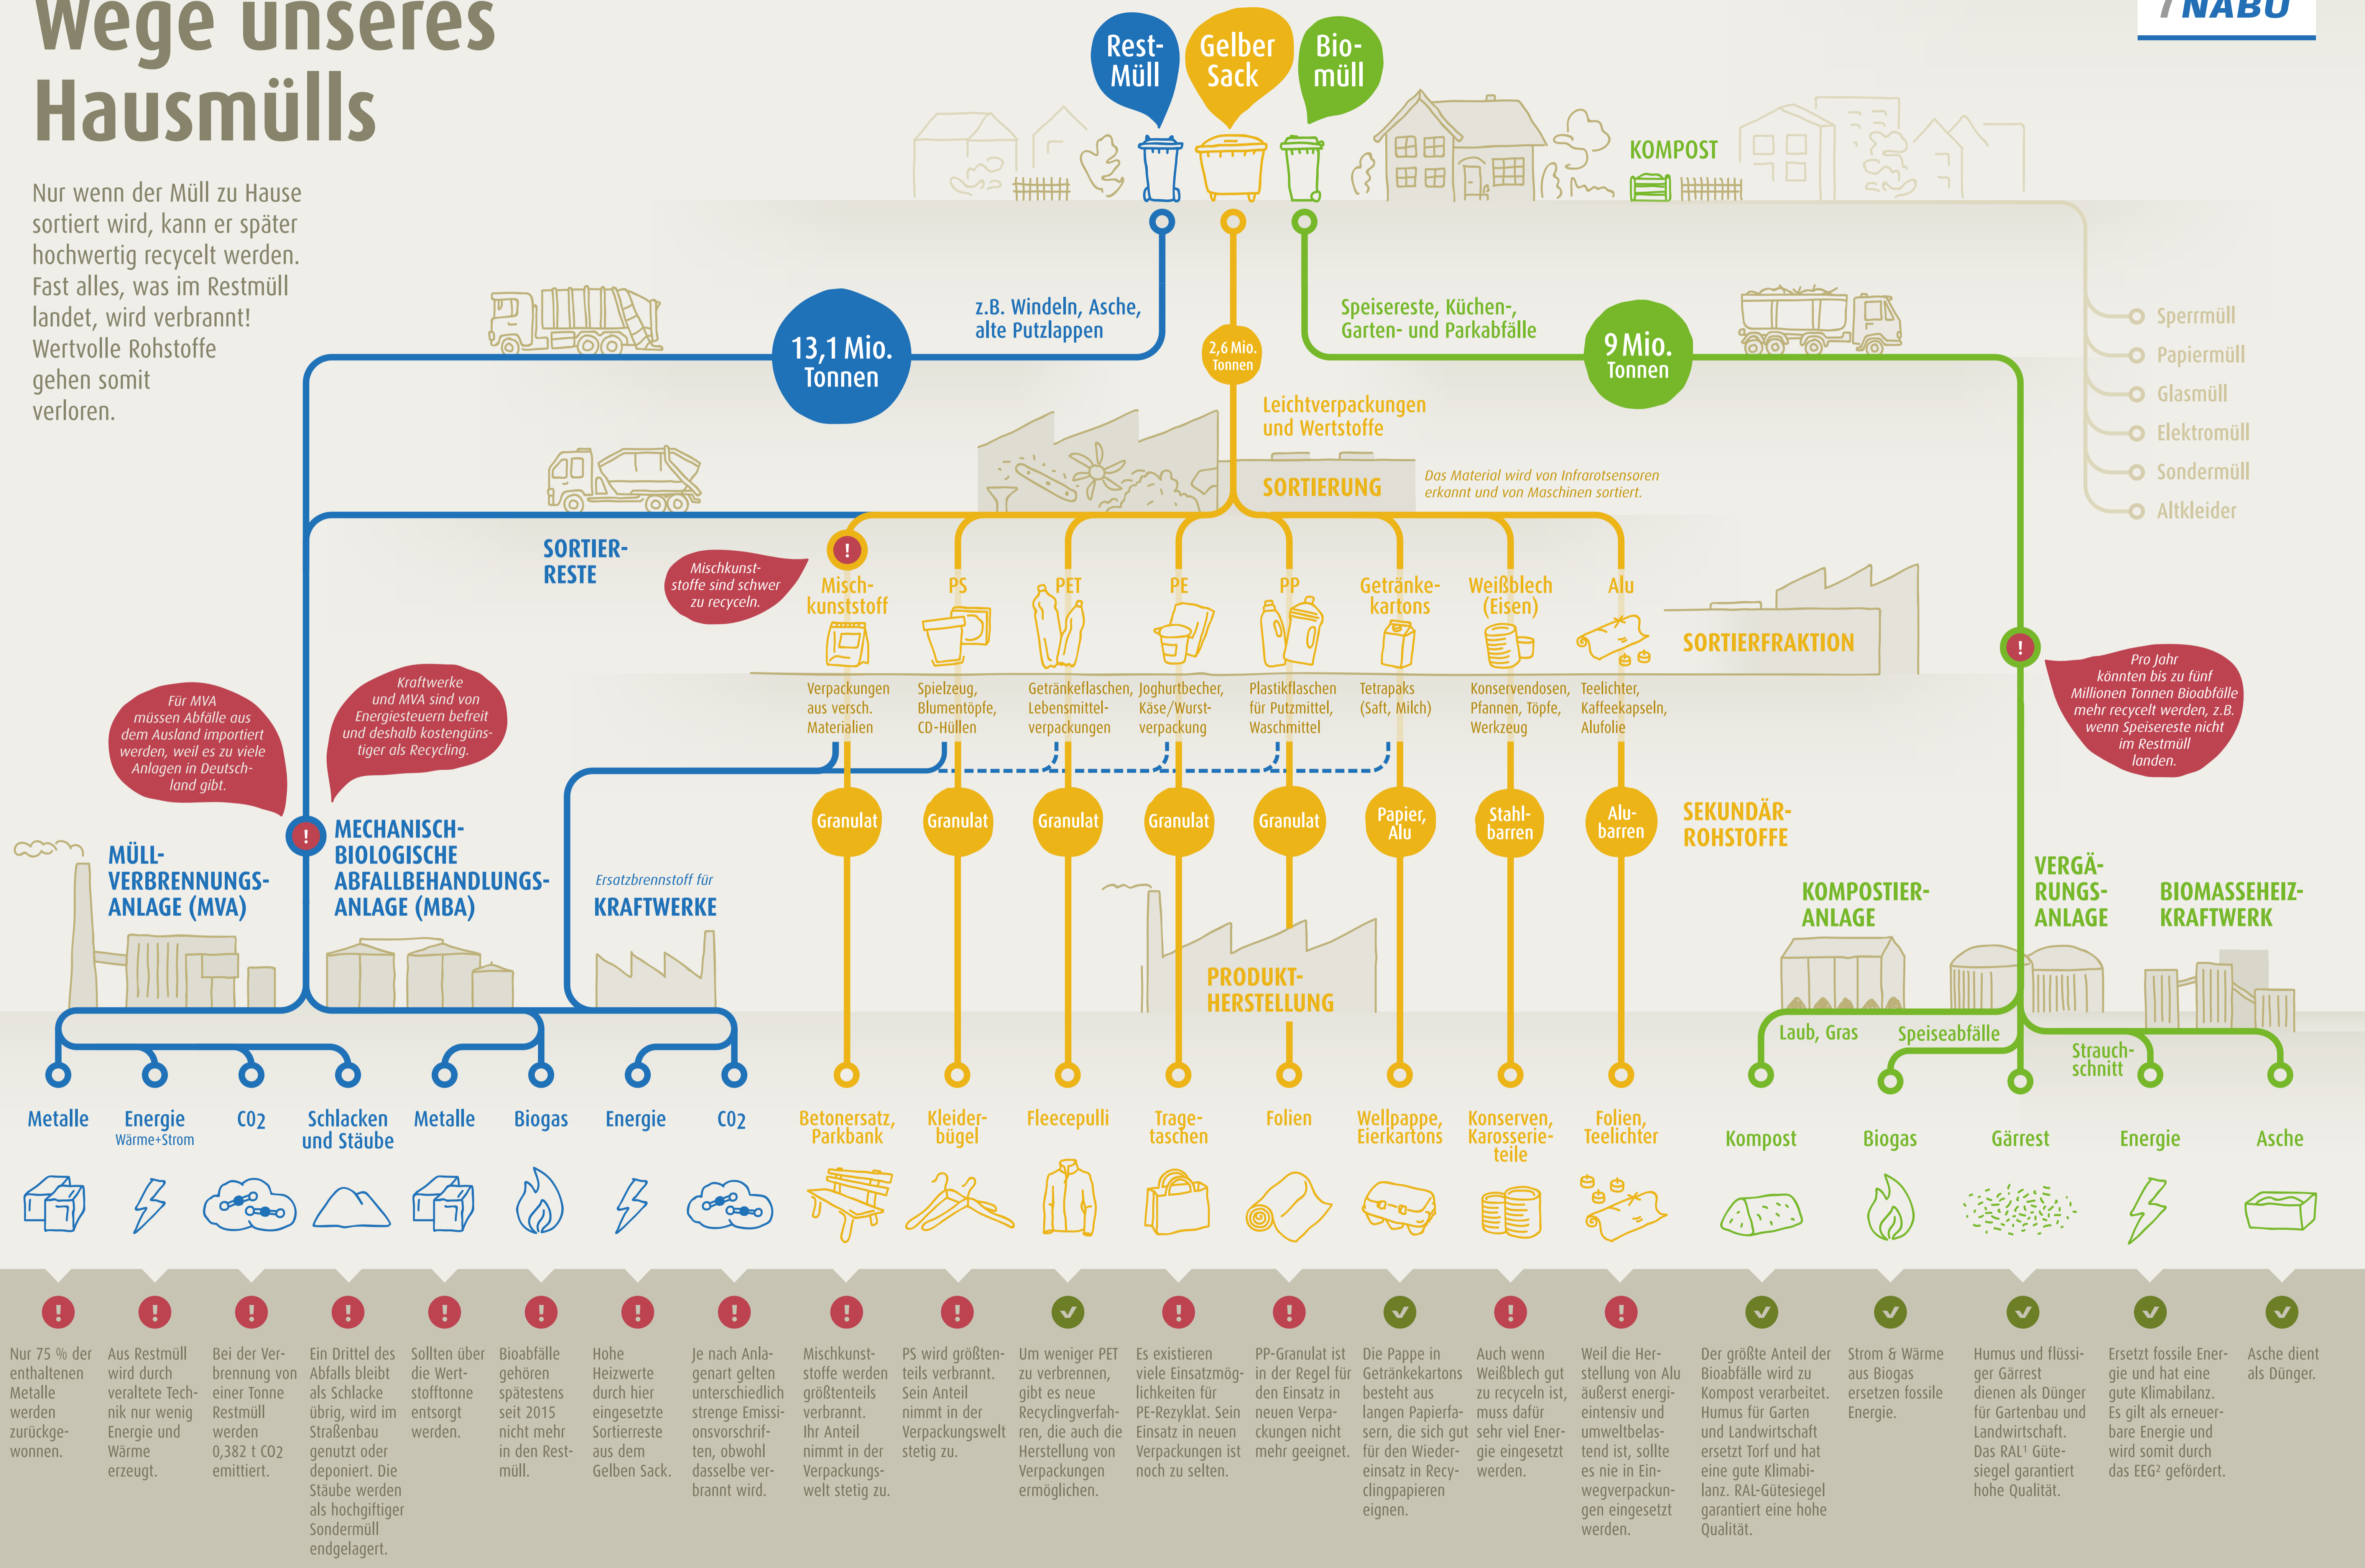 Wege unseres
Hausmülls
NABU
Nur wenn der Müll zu Hause
sortiert wird, kann er später
hochwertig recycelt werden.
Fast alles, was im Restmüll
landet, wird verbrannt!
Wertvolle Rohstoffe
gehen somit
verloren.
Rest-
Müll
Gelber
Sack
Bio-
müll
KOMPOST
z.B. Windeln, Asche,
alte Putzlappen
13,1 Mio.
Tonnen
2,6 Mio.
Tonnen
Speisereste, Küchen-,
Garten- und Parkabfälle
9 Mio.
Tonnen
Sperrmüll
Papiermüll
Glasmüll
Elektromüll
Sondermüll
Altkleider
Leichtverpackungen
und Wertstoffe
SORTIERUNG
Das Material wird von Infrarotsensoren
erkannt und von Maschinen sortiert.
SORTIER-
RESTE
Mischkunst-
stoffe sind schwer
zu recyceln.
!
Misch-
kunststoff
PS
PET
PE
PP
Getränke-
kartons
Weißblech
(Eisen)
Alu
SORTIERFRAKTION
Verpackungen
aus versch.
Materialien
Spielzeug,
Blumentöpfe,
CD-Hüllen
Getränkeflaschen,
Lebensmittel-
verpackungen
Joghurtbecher,
Käse/Wurst-
verpackung
Plastikflaschen
für Putzmittel,
Waschmittel
Tetrapaks
(Saft, Milch)
Konservendosen,
Pfannen, Töpfe,
Werkzeug
Teelichter,
Kaffeekapseln,
Alufolie
!
Pro Jahr
könnten bis zu fünf
Millionen Tonnen Bioabfälle
mehr recycelt werden, z.B.
wenn Speisereste nicht
im Restmüll
landen.
Für MVA
müssen Abfälle aus
dem Ausland importiert
werden, weil es zu viele
Anlagen in Deutsch-
land gibt.
Kraftwerke
und MVA sind von
Energiesteuern befreit
und deshalb kostengüns-
tiger als Recycling.
!
MÜLL-
VERBRENNUNGS-
ANLAGE (MVA)
MECHANISCH-
BIOLOGISCHE
ABFALLBEHANDLUNGS-
ANLAGE (MBA)
Ersatzbrennstoff für
KRAFTWERKE
Granulat
Granulat
Granulat
Granulat
Granulat
Papier,
Alu
Stahl-
barren
Alu-
barren
SEKUNDÄR-
ROHSTOFFE
PRODUKT-
HERSTELLUNG
KOMPOSTIER-
ANLAGE
VERGÄ-
RUNGS-
ANLAGE
BIOMASSEHEIZ-
KRAFTWERK
Laub, Gras
Speiseabfälle
Strauch-
schnitt
Metalle
Energie
Wärme+Strom
CO2
Schlacken
und Stäube
Metalle
Biogas
Energie
CO2
Betonersatz,
Parkbank
Kleider-
bügel
Fleecepulli
Trage-
taschen
Folien
Wellpappe,
Eierkartons
Konserven,
Karosserie-
teile
Folien,
Teelichter
Kompost
Biogas
Gärrest
Energie
Asche
!
Nur 75 % der
enthaltenen
Metalle
werden
zurückge-
wonnen.
!
Aus Restmüll
wird durch
veraltete Tech-
nik nur wenig
Energie und
Wärme
erzeugt.
!
Bei der Ver-
brennung von
einer Tonne
Restmüll
werden
0,382 t CO2
emittiert.
!
Ein Drittel des
Abfalls bleibt
als Schlacke
übrig, wird im
Straßenbau
genutzt oder
deponiert. Die
Stäube werden
als hochgiftiger
Sondermüll
endgelagert.
!
Sollten über
die Wert-
stofftonne
entsorgt
werden.
!
Bioabfälle
gehören
spätestens
seit 2015
nicht mehr
in den Rest-
müll.
!
Hohe
Heizwerte
durch hier
eingesetzte
Sortierreste
aus dem
Gelben Sack.
!
Je nach Anla-
genart gelten
unterschiedlich
strenge Emissi-
onsvorschrif-
ten, obwohl
dasselbe ver-
brannt wird.
!
Mischkunst-
stoffe werden
größtenteils
verbrannt.
Ihr Anteil
nimmt in der
Verpackungs-
welt stetig zu.
!
PS wird größten-
teils verbrannt.
Sein Anteil
nimmt in der
Verpackungswelt
stetig zu.
Um weniger PET
zu verbrennen,
gibt es neue
Recyclingverfah-
ren, die auch die
Herstellung von
Verpackungen
ermöglichen.
!
Es existieren
viele Einsatzmög-
lichkeiten für
PE-Rezyklat. Sein
Einsatz in neuen
Verpackungen ist
noch zu selten.
!
PP-Granulat ist
in der Regel für
den Einsatz in
neuen Verpa-
ckungen nicht
mehr geeignet.
Die Pappe in
Getränkekartons
besteht aus
langen Papierfa-
sern, die sich gut
für den Wieder-
einsatz in Recy-
clingpapieren
eignen.
!
Auch wenn
Weißblech gut
zu recyceln ist,
muss dafür
sehr viel Ener-
gie eingesetzt
werden.
!
Weil die Her-
stellung von Alu
äußerst energi-
eintensiv und
umweltbelas-
tend ist, sollte
es nie in Ein-
wegverpackun-
gen eingesetzt
werden.
Der größte Anteil der
Bioabfälle wird zu
Kompost verarbeitet.
Humus für Garten
und Landwirtschaft
ersetzt Torf und hat
eine gute Klimabi-
lanz. RAL-Gütesiegel
garantiert eine hohe
Qualität.
Strom & Wärme
aus Biogas
ersetzen fossile
Energie.
Humus und flüssi-
ger Gärrest
dienen als Dünger
für Gartenbau und
Landwirtschaft.
Das RAL¹ Güte-
siegel garantiert
hohe Qualität.
Ersetzt fossile Ener-
gie und hat eine
gute Klimabilanz.
Es gilt als erneuer-
bare Energie und
wird somit durch
das EEG² gefördert.
Asche dient
als Dünger.